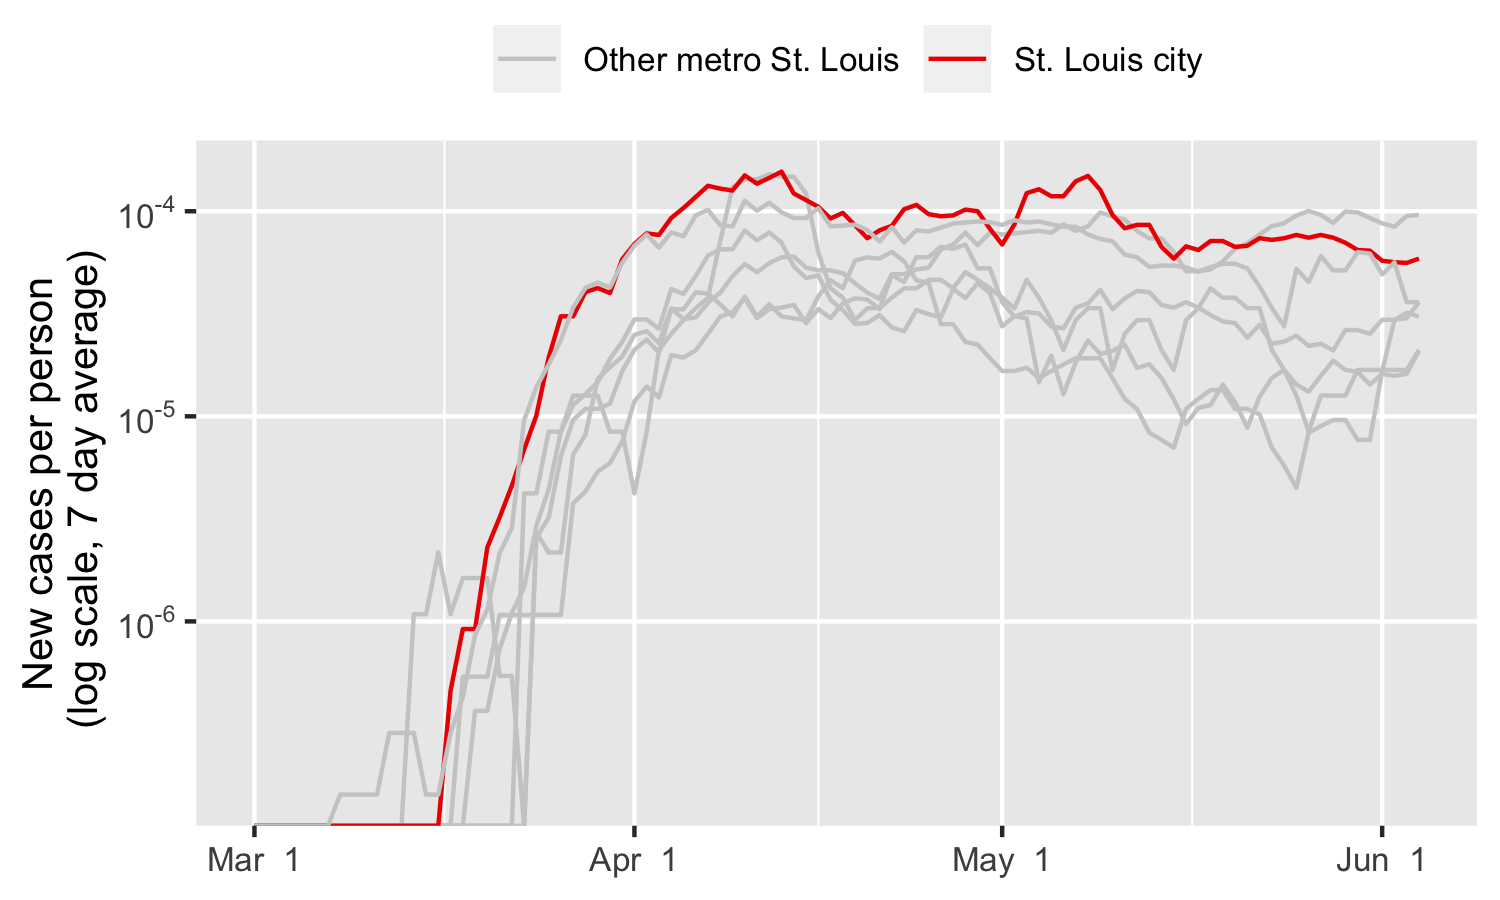 Other metro St. Louis St. Louis city
New cases per person
(log scale, 7 day average)
10-4
10-5
10-6
Mar 1 Apr 1 May 1 Jun 1